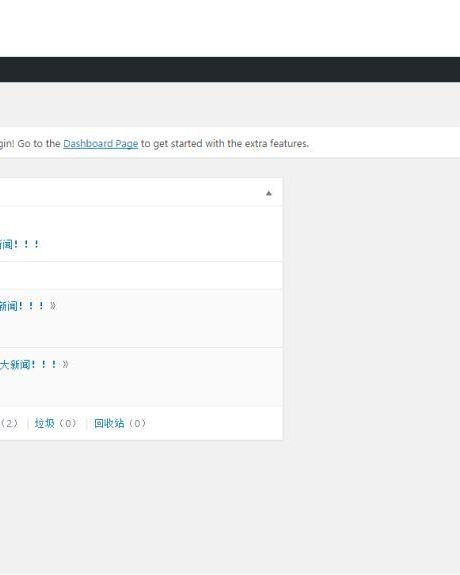 gin! Go to the Dashboard Page to get started with the extra features.
新闻！！！
新闻！！！ »
大新闻！！！ »
（2） | 垃圾（0） | 回收站（0）